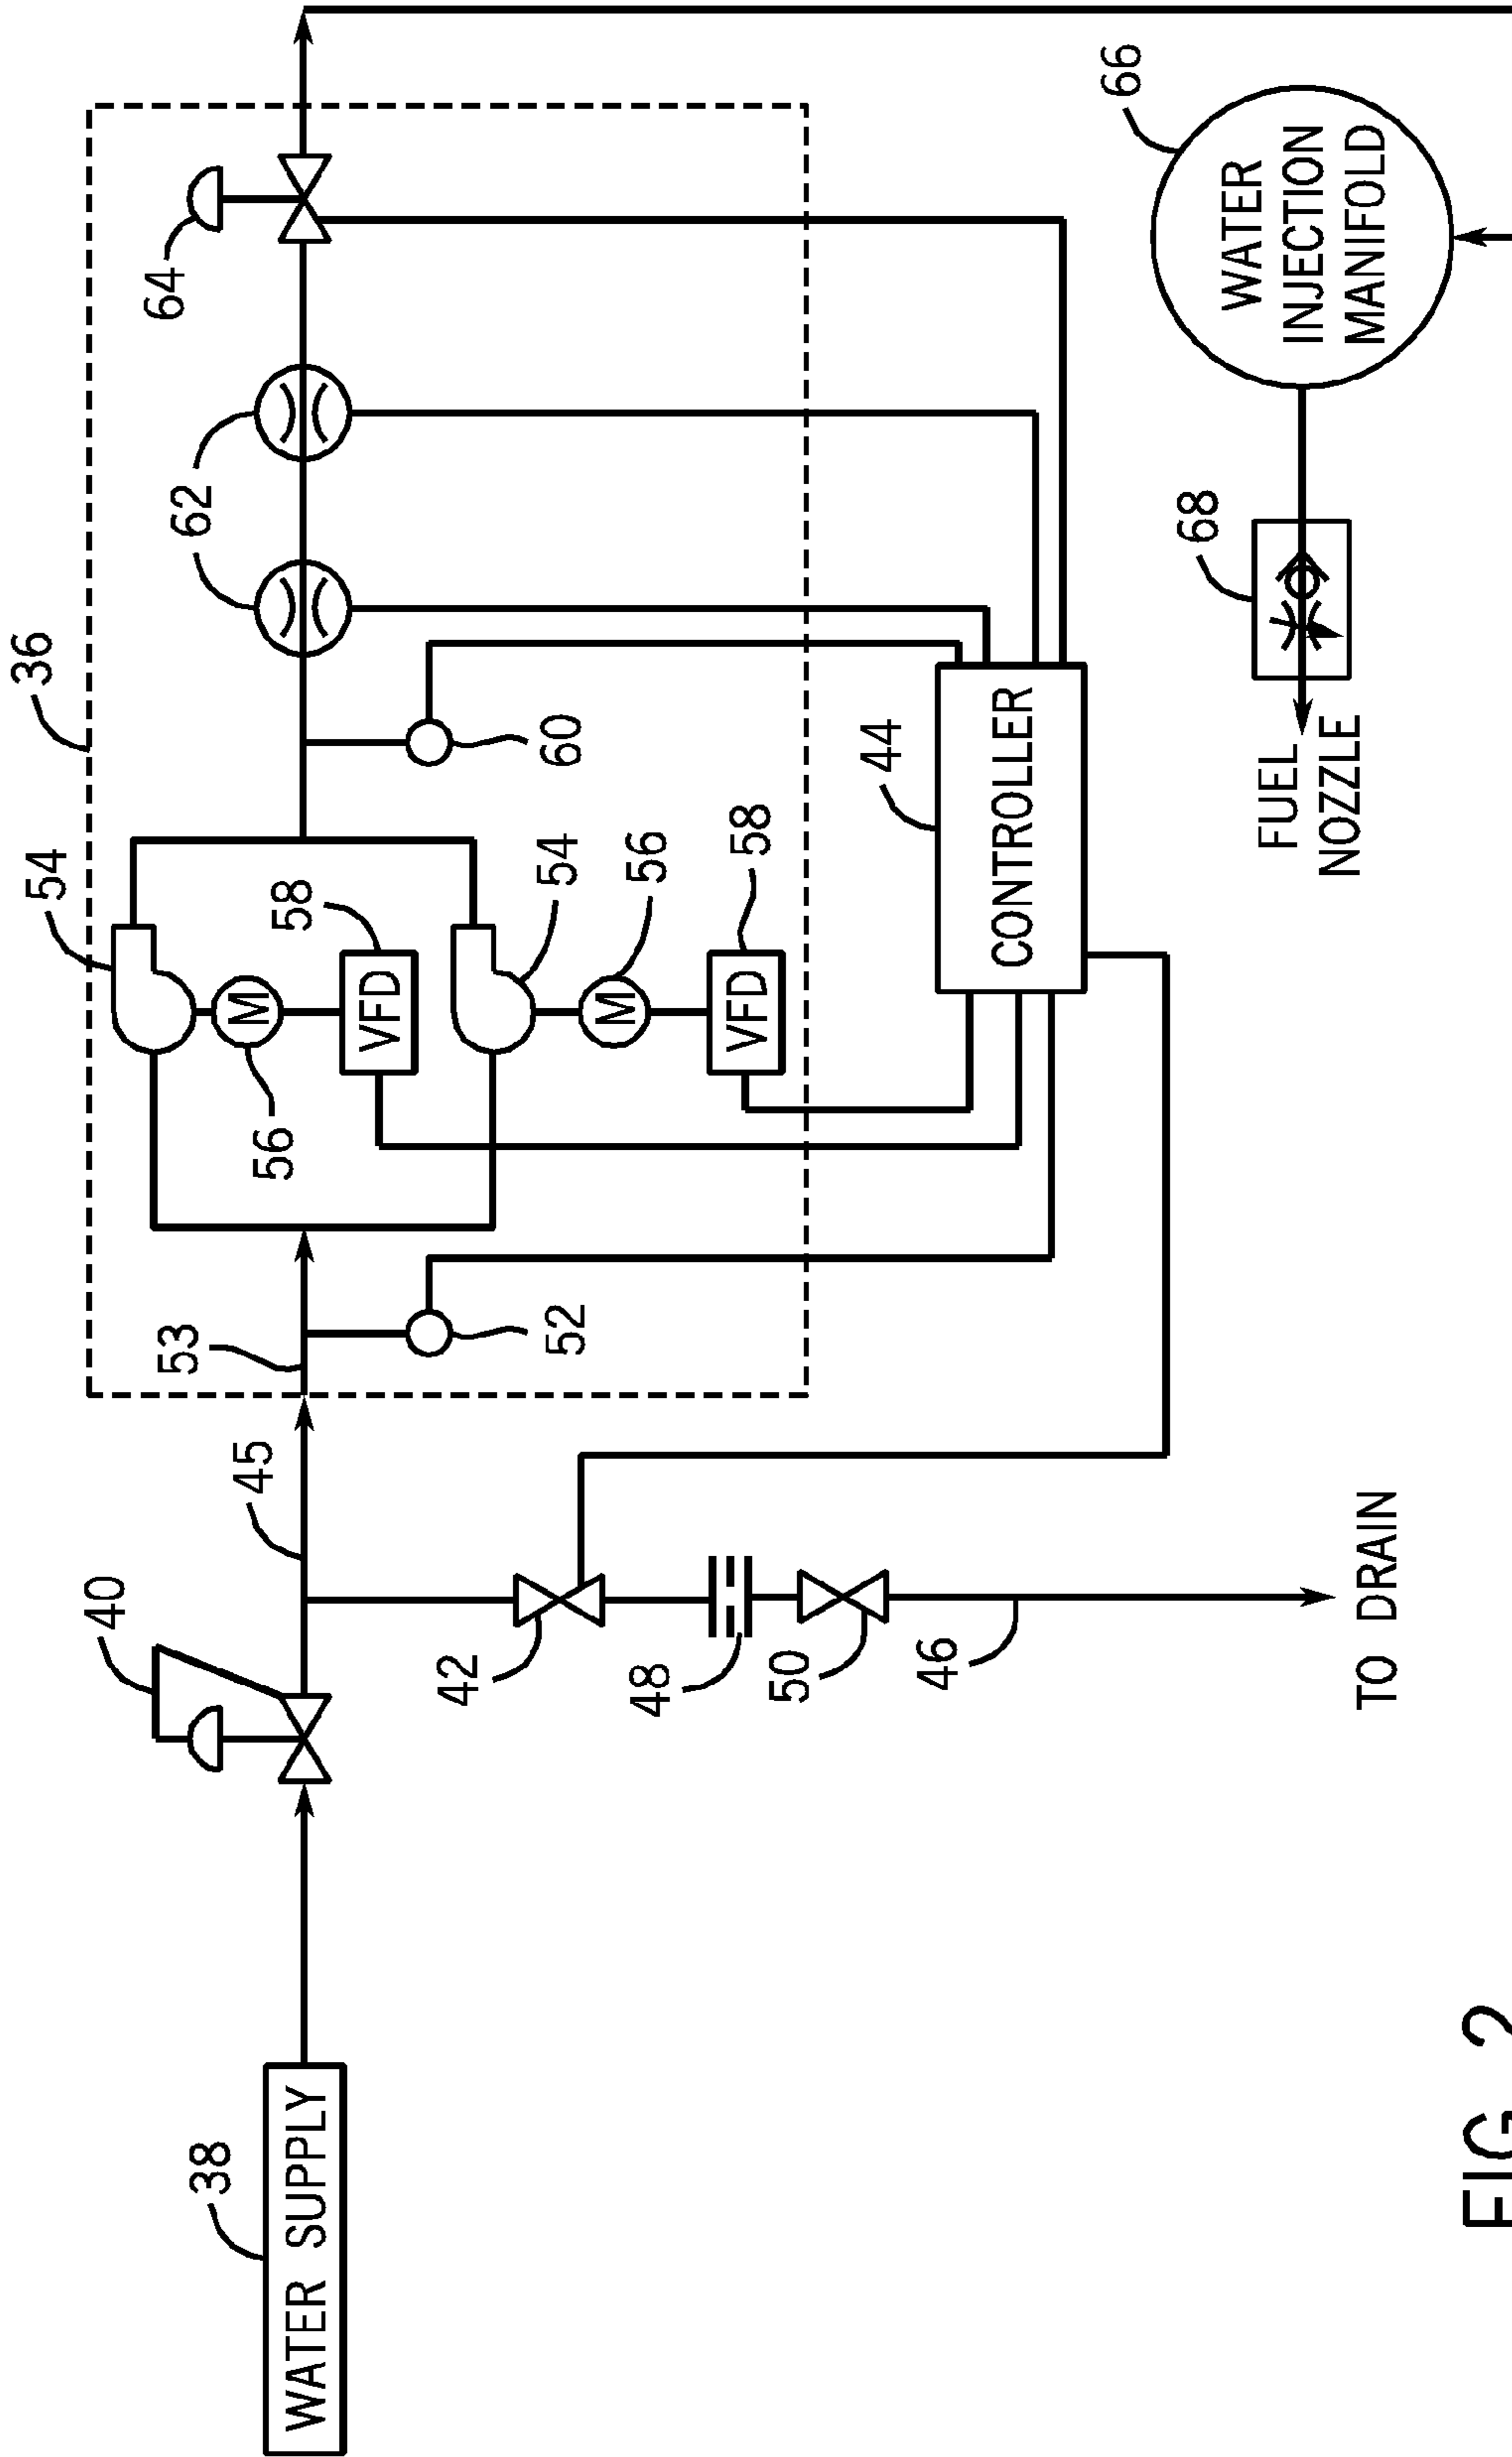 36
54
64
62
58
56
54
60
56
58
40
45
53
52
42
48
50
46
44
CONTROLLER
38
WATER SUPPLY
M
VFD
M
VFD
66
WATER
INJECTION
MANIFOLD
68
FUEL
NOZZLE
TO DRAIN
FIG. 2